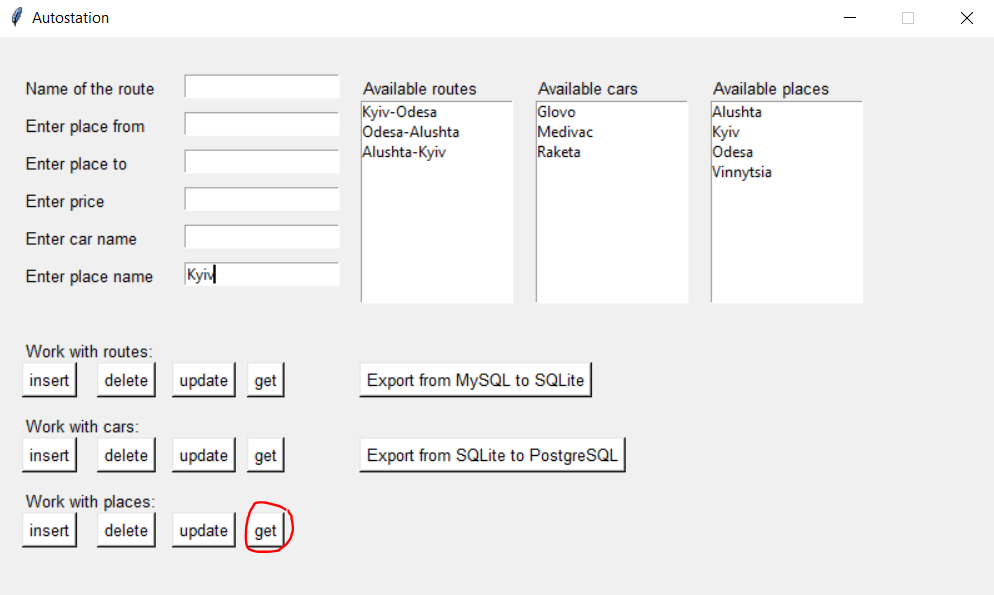 Autostation
Name of the route
Enter place from
Enter place to
Enter price
Enter car name
Enter place name
Kyiv
Available routes
Kyiv-Odesa
Odesa-Alushta
Alushta-Kyiv
Available cars
Glovo
Medivac
Raketa
Available places
Alushta
Kyiv
Odesa
Vinnytsia
Work with routes:
insert delete update get Export from MySQL to SQLite
Work with cars:
insert delete update get Export from SQLite to PostgreSQL
Work with places:
insert delete update get